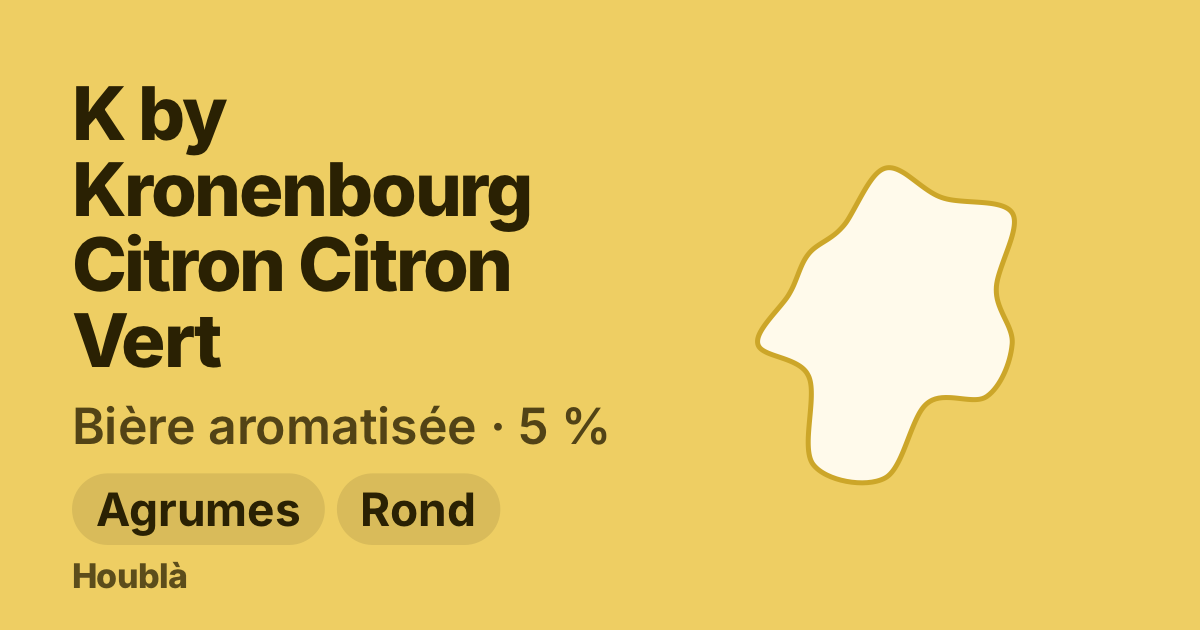 K by
Kronenbourg
Citron Citron
Vert
Bière aromatisée · 5 %
Agrumes Rond
Houblà